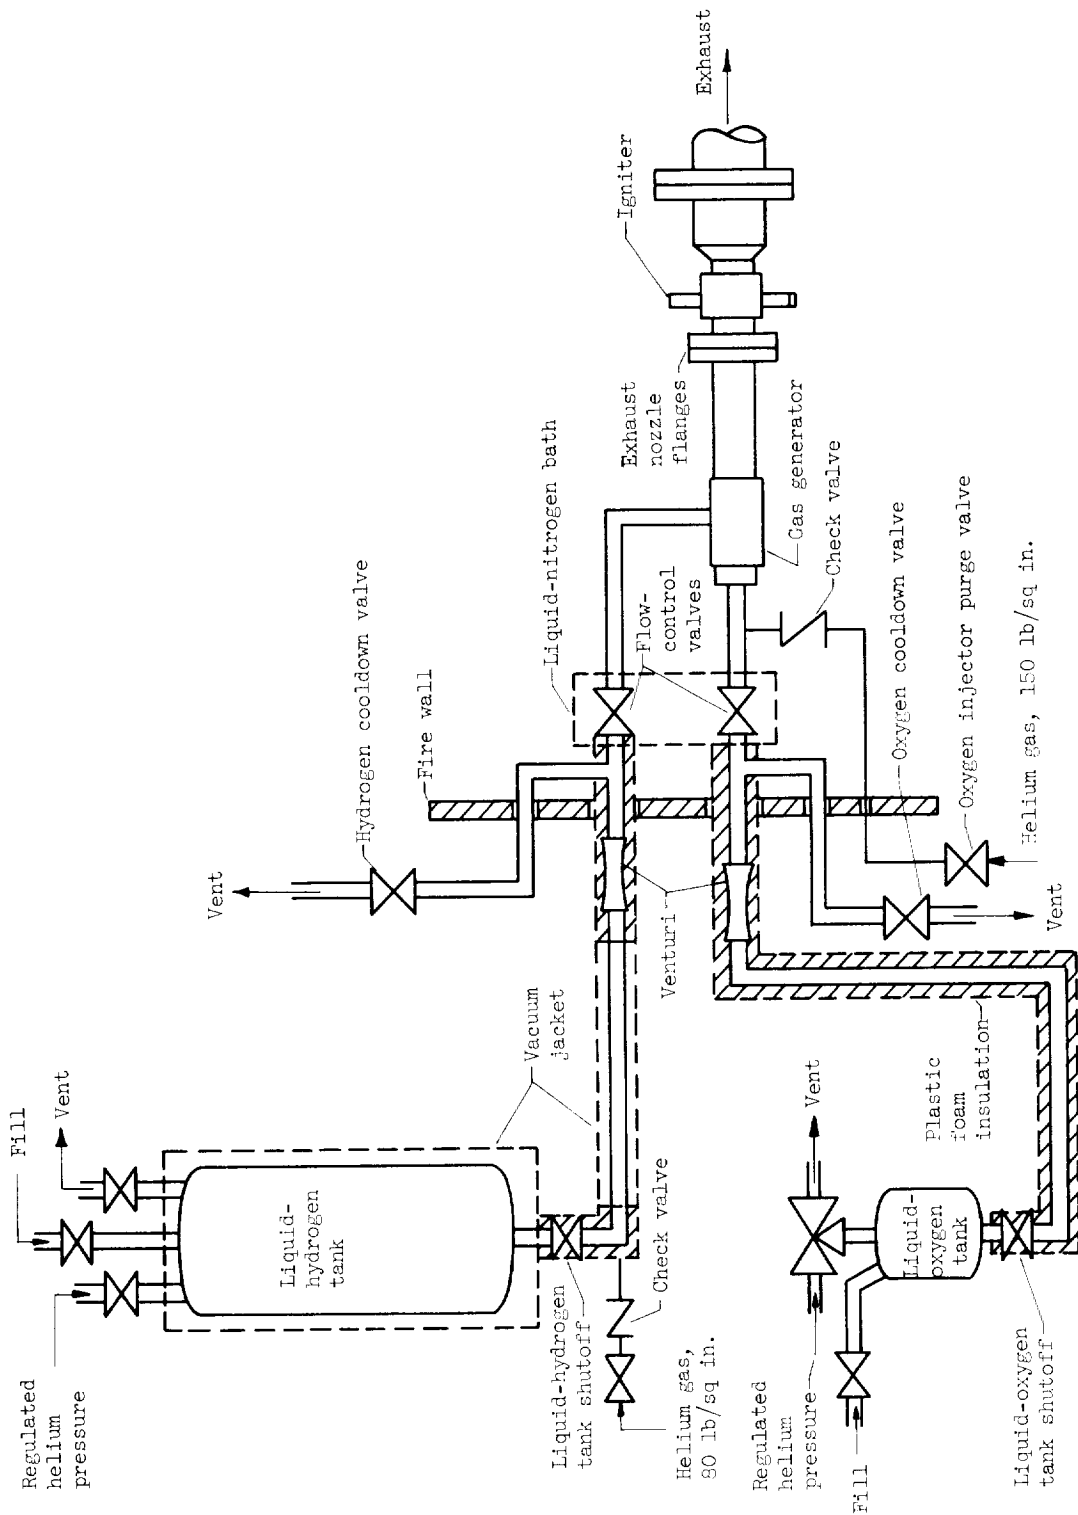 Regulated
helium
pressure
Fill
Vent
Liquid-
hydrogen
tank
Vacuum
jacket
Liquid-hydrogen
tank shutoff
Check valve
Helium gas,
80 lb/sq in.
Vent
Hydrogen cooldown valve
Fire wall
Liquid-nitrogen bath
Flow-
control
valves
Venturi
Exhaust
nozzle
flanges
Igniter
Exhaust
Gas generator
Check valve
Oxygen cooldown valve
Oxygen injector purge valve
Helium gas, 150 lb/sq in.
Vent
Regulated
helium
pressure
Vent
Fill
Liquid-
oxygen
tank
Plastic
foam
insulation
Liquid-oxygen
tank shutoff